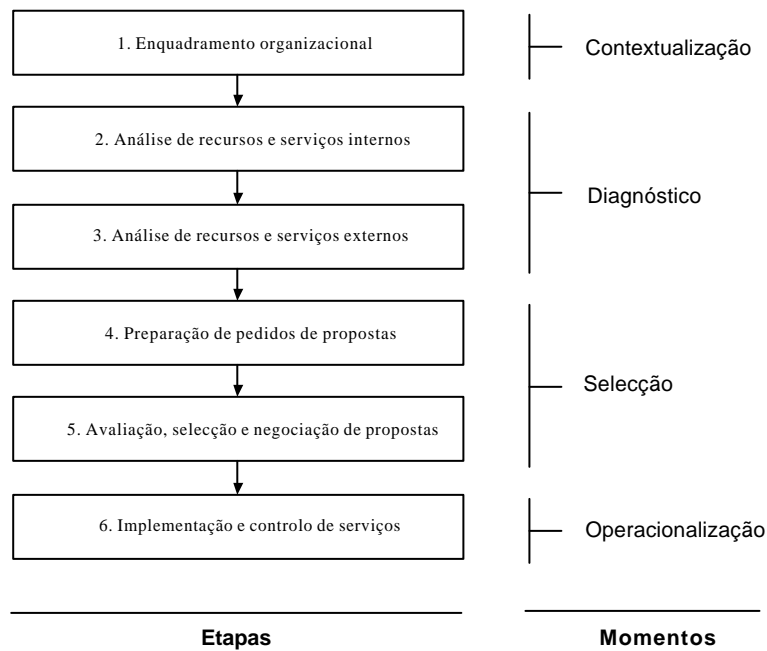 1. Enquadramento organizacional
Contextualização
2. Análise de recursos e serviços internos
Diagnóstico
3. Análise de recursos e serviços externos
4. Preparação de pedidos de propostas
Selecção
5. Avaliação, selecção e negociação de propostas
6. Implementação e controlo de serviços
Operacionalização
Etapas
Momentos